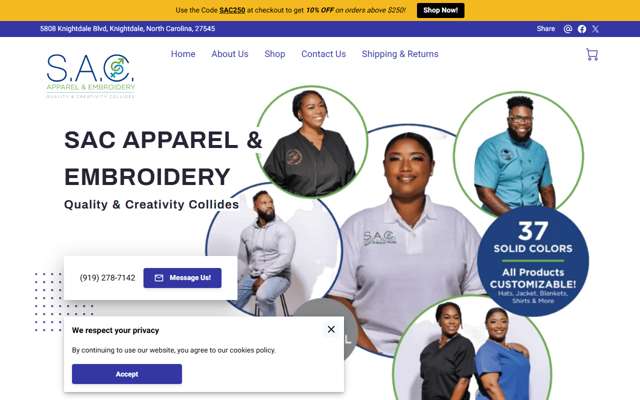 Use the Code SAC250 at checkout to get 10% OFF on orders above $250!
Shop Now!
5808 Knightdale Blvd, Knightdale, North Carolina, 27545
Share
Home
About Us
Shop
Contact Us
Shipping & Returns
S.A.C.
APPAREL & EMBROIDERY
QUALITY & CREATIVITY COLLIDES
SAC APPAREL &
EMBROIDERY
Quality & Creativity Collides
S.A.C.
37
SOLID COLORS
All Products
CUSTOMIZABLE!
Hats, Jacket, Blankets,
Shirts & More
(919) 278-7142
Message Us!
We respect your privacy
By continuing to use our website, you agree to our cookies policy.
Accept